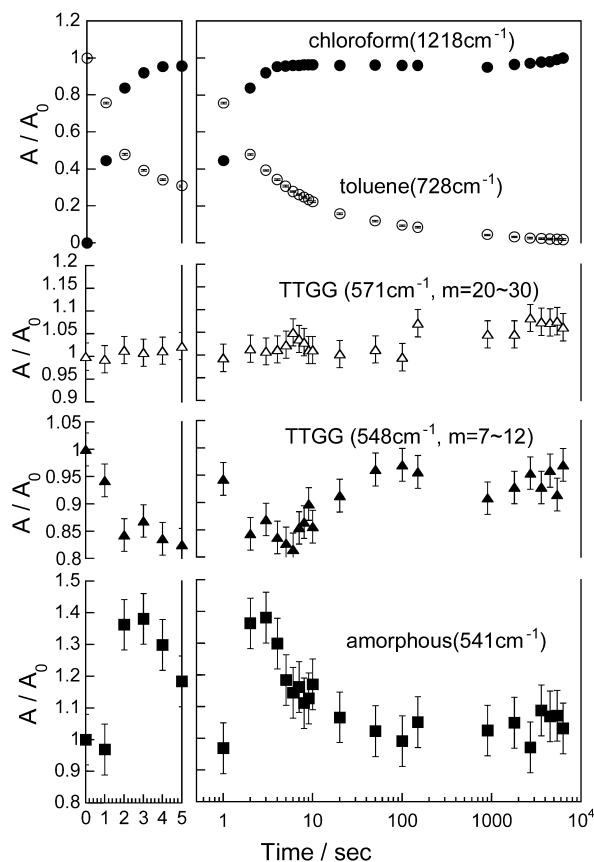 1.2
1
0.8
0.6
0.4
0.2
0
A / A0
chloroform(1218cm-1)
toluene(728cm-1)
1.2
1.15
1.1
1.05
1
0.95
0.9
A / A0
TTGG (571cm-1, m=20~30)
1.05
1
0.95
0.9
0.85
0.8
A / A0
TTGG (548cm-1, m=7~12)
1.5
1.4
1.3
1.2
1.1
1
0.9
0.8
A / A0
amorphous(541cm-1)
0 1 2 3 4 5
1 10 100 1000 104
Time / sec